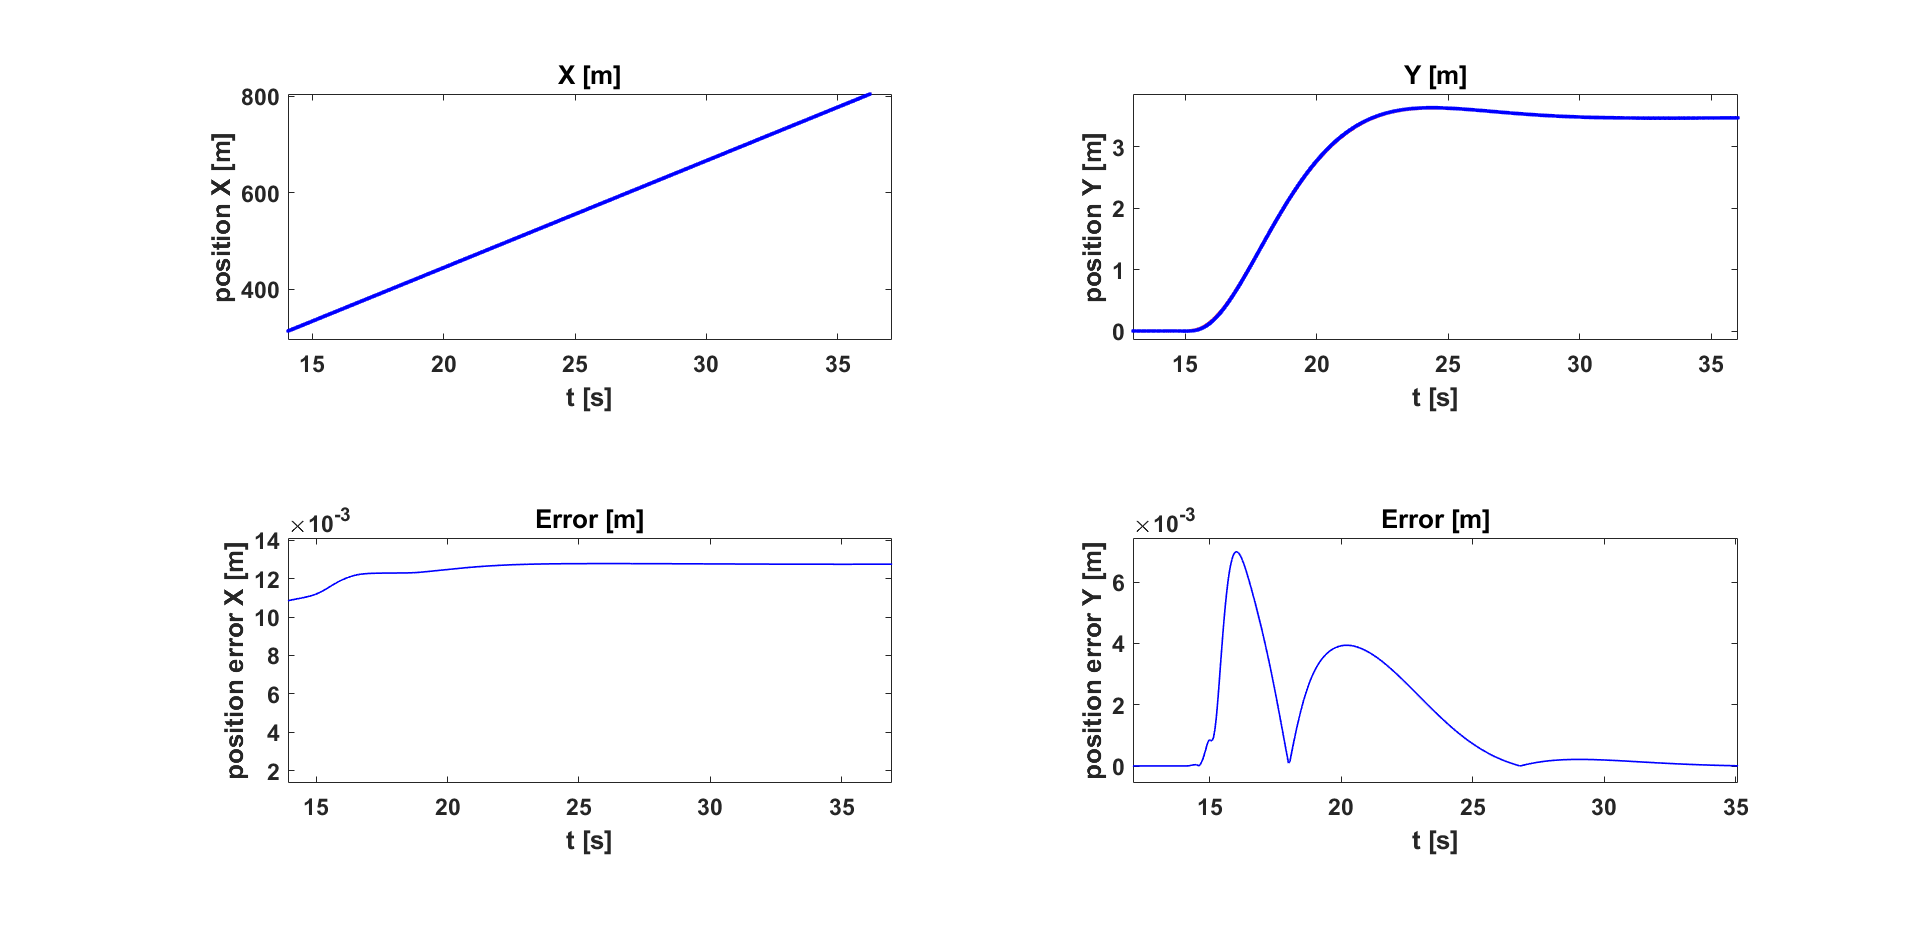 X [m]
position X [m]
800
600
400
15 20 25 30 35
t [s]
Y [m]
position Y [m]
3
2
1
0
15 20 25 30 35
t [s]
Error [m]
×10-3
position error X [m]
14
12
10
8
6
4
2
15 20 25 30 35
t [s]
Error [m]
×10-3
position error Y [m]
6
4
2
0
15 20 25 30 35
t [s]